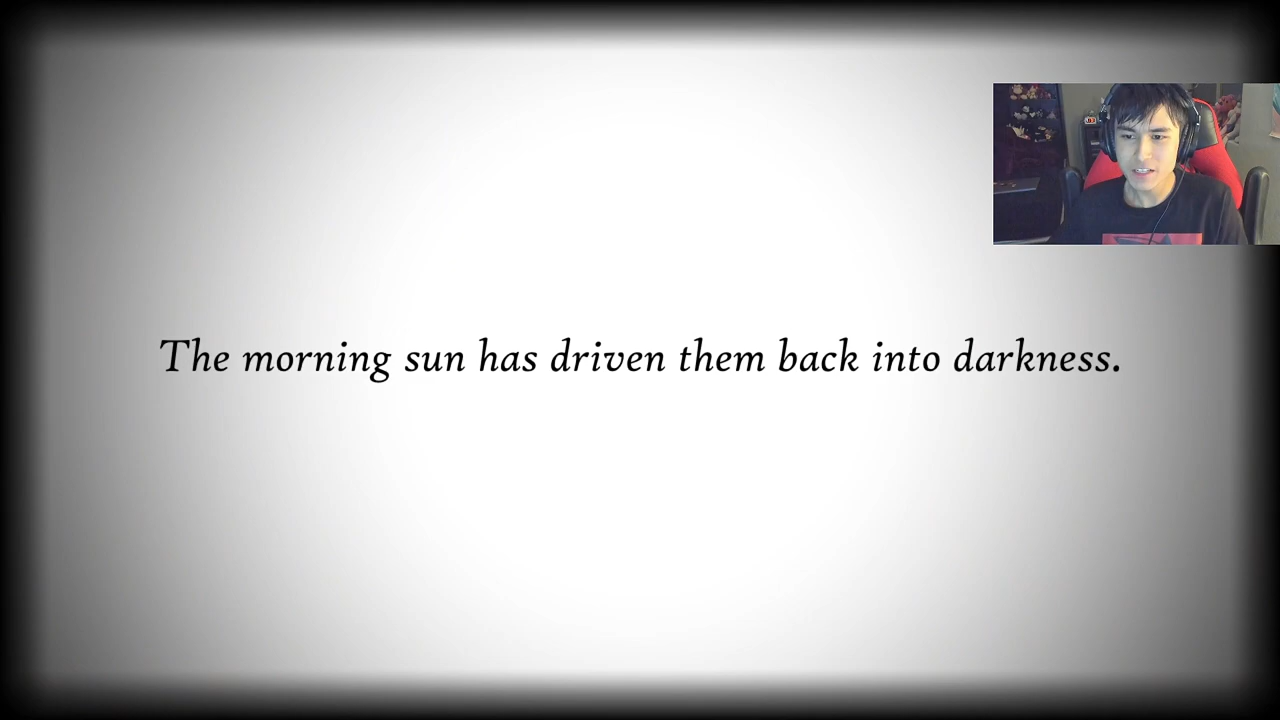 The morning sun has driven them back into darkness.